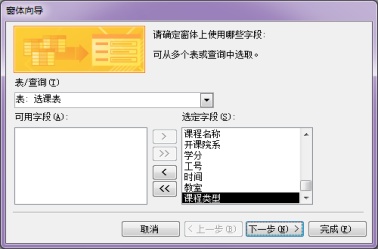 窗体向导
请确定窗体上使用哪些字段:
可从多个表或查询中选取。
表/查询(T)
表: 选课表
可用字段(A):
选定字段(S):
课程名称
开课院系
学分
工号
时间
教室
课程类型
>
>>
<
<<
取消
< 上一步(B)
下一步(N) >
完成(F)